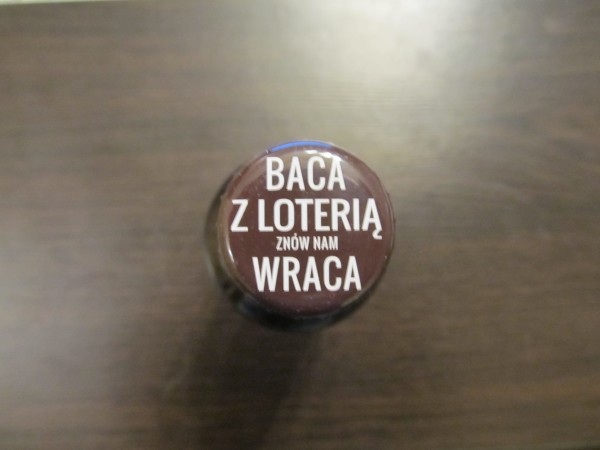 BACA
Z LOTERIĄ
ZNÓW NAM
WRACA